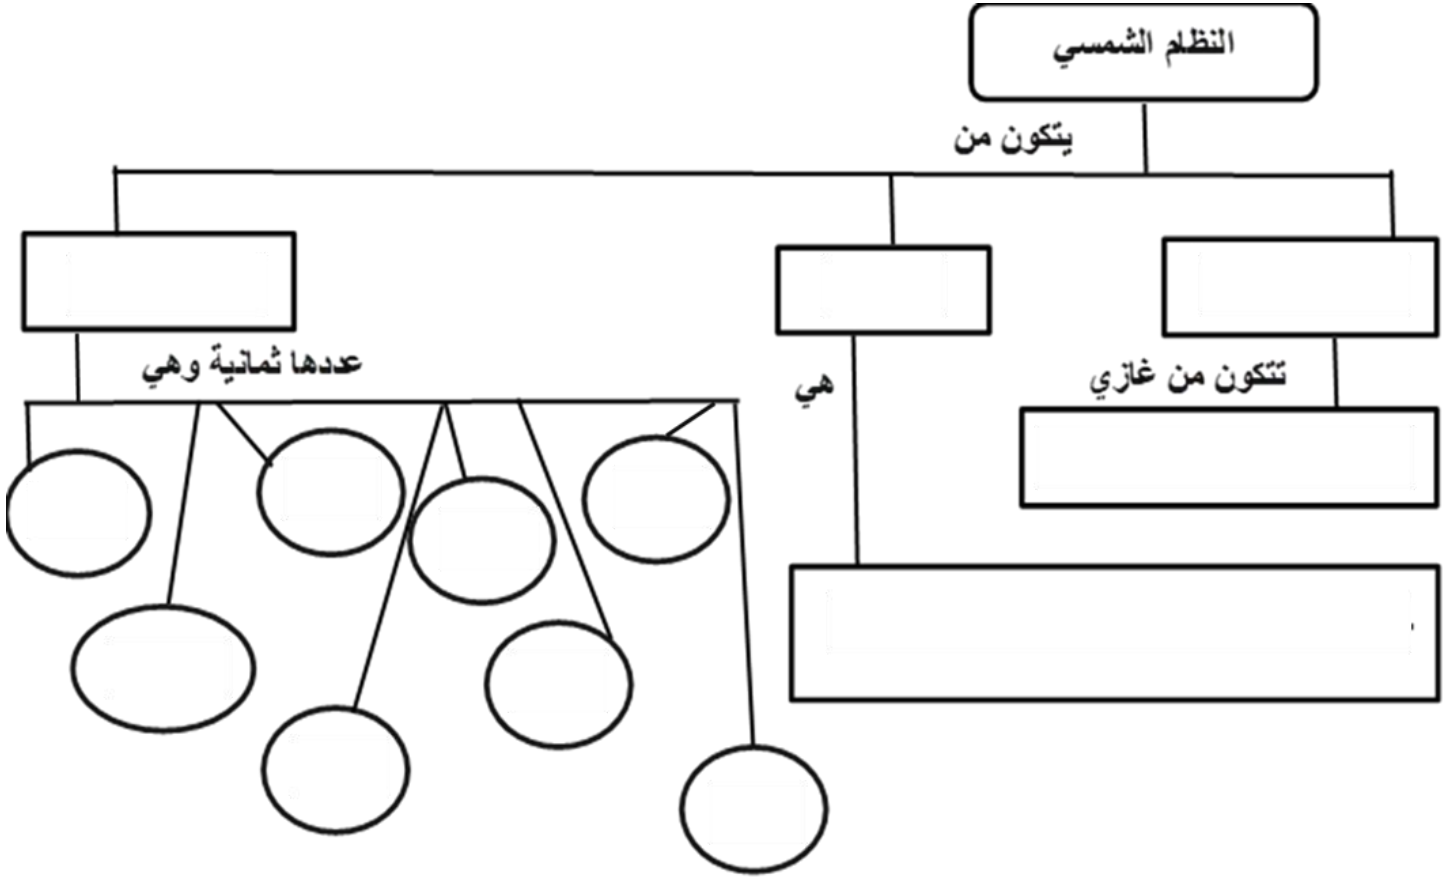 النظام الشمسي
يتكون من
تتكون من غازي
هي
عددها ثمانية وهي